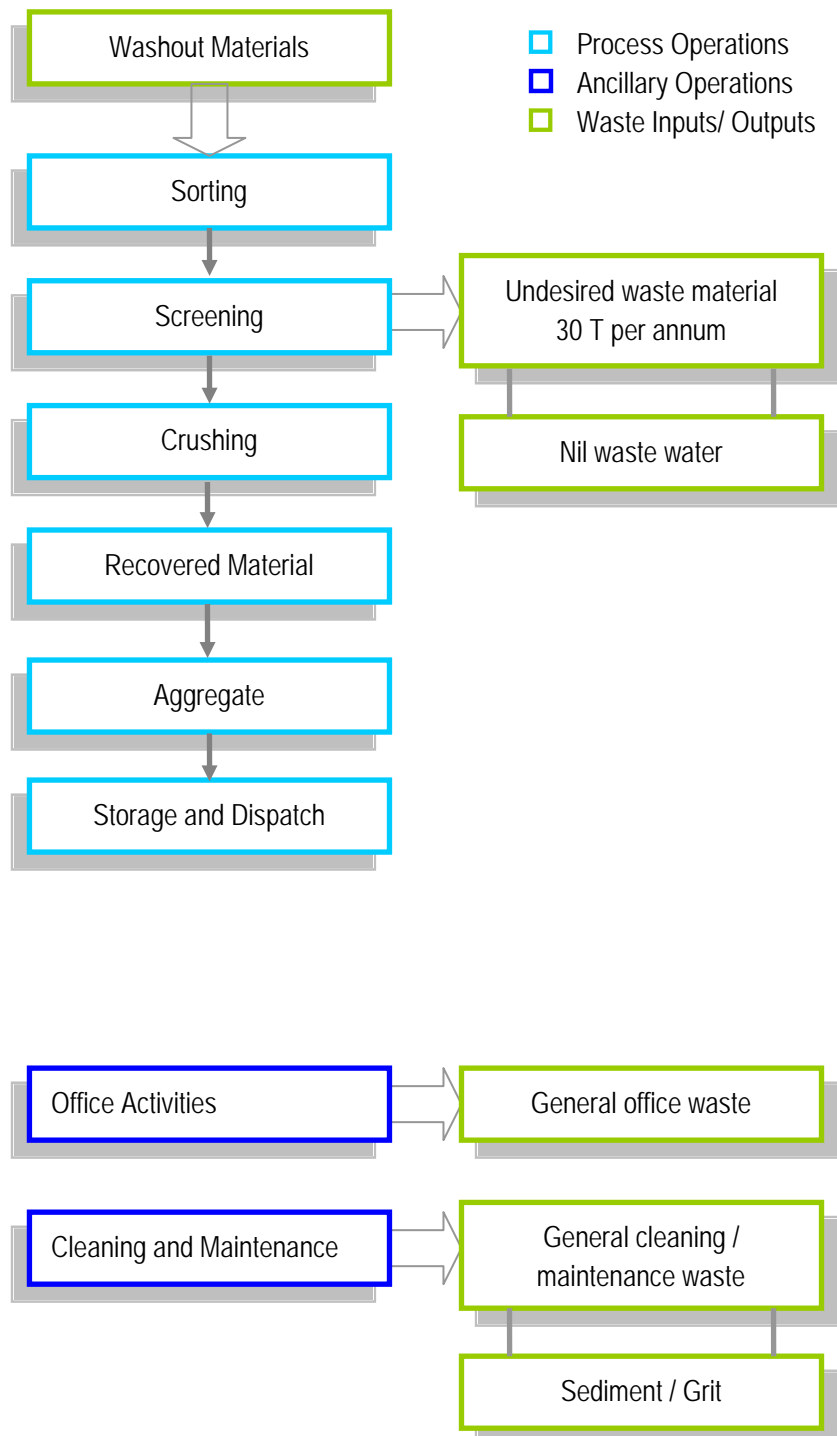 Washout Materials
Process Operations
Ancillary Operations
Waste Inputs/ Outputs
Sorting
Screening
Undesired waste material
30 T per annum
Crushing
Nil waste water
Recovered Material
Aggregate
Storage and Dispatch
Office Activities
General office waste
Cleaning and Maintenance
General cleaning /
maintenance waste
Sediment / Grit